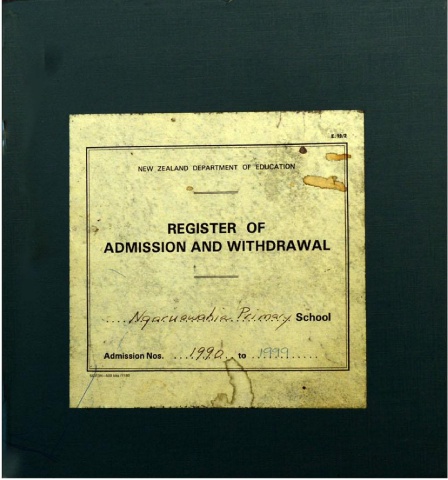 E.19/2
NEW ZEALAND DEPARTMENT OF EDUCATION
REGISTER OF
ADMISSION AND WITHDRAWAL
Ngaruawahia Primary School
Admission Nos. 1990 to 1999